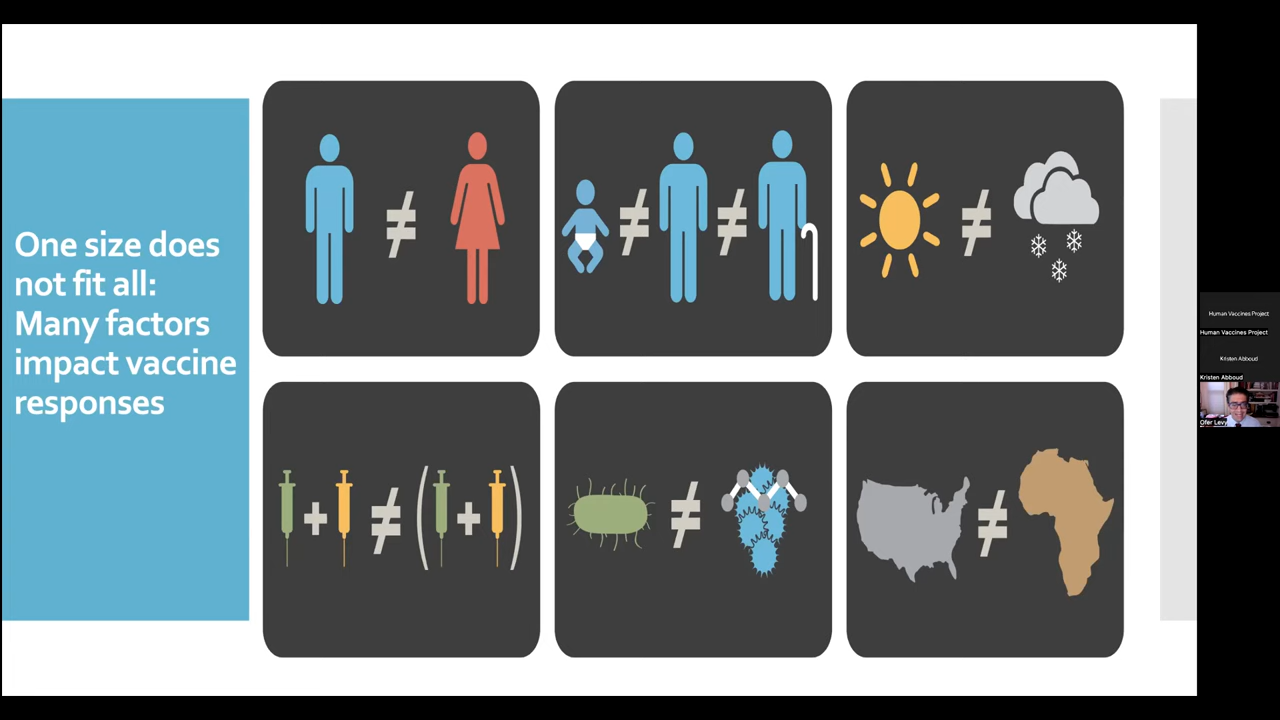 One size does
not fit all:
Many factors
impact vaccine
responses
≠
≠
≠
≠
+
≠
(
+
)
≠
≠
Human Vaccines Project
Human Vaccines Project
Kristen Abboud
Kristen Abboud
Ofer Levy